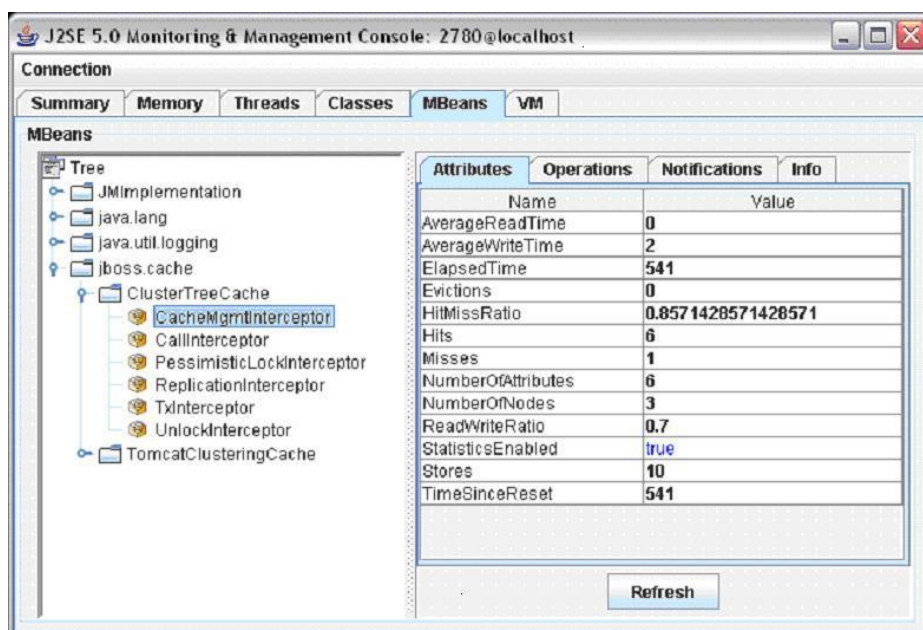 J2SE 5.0 Monitoring & Management Console: 2780@localhost
Connection
Summary Memory Threads Classes MBeans VM
MBeans
Tree
JMImplementation
java.lang
java.util.logging
jboss.cache
ClusterTreeCache
CacheMgmtInterceptor
CallInterceptor
PessimisticLockInterceptor
ReplicationInterceptor
TxInterceptor
UnlockInterceptor
TomcatClusteringCache
Attributes Operations Notifications Info
Name Value
AverageReadTime 0
AverageWriteTime 2
ElapsedTime 541
Evictions 0
HitMissRatio 0.8571428571428571
Hits 6
Misses 1
NumberOfAttributes 6
NumberOfNodes 3
ReadWriteRatio 0.7
StatisticsEnabled true
Stores 10
TimeSinceReset 541
Refresh